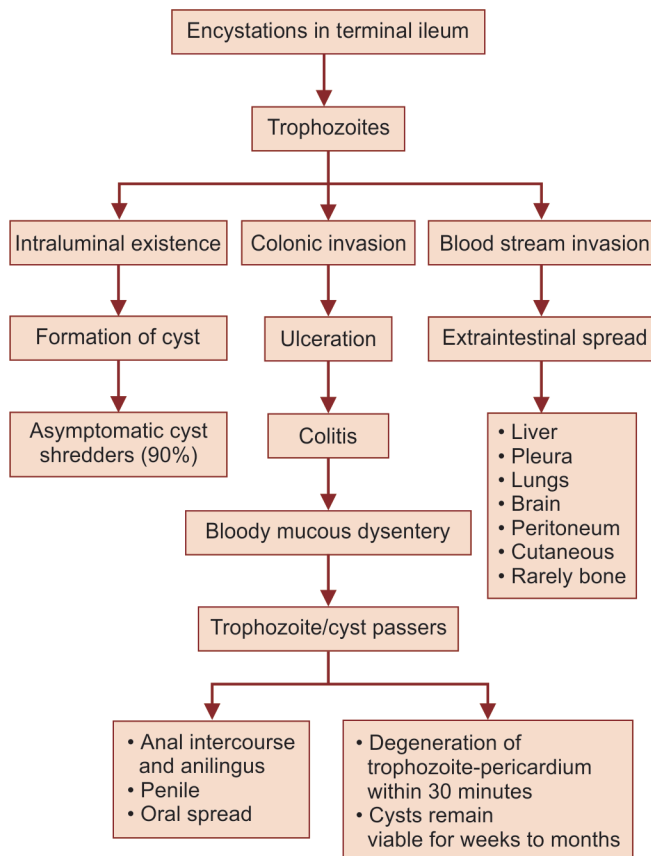 Encystations in terminal ileum
Trophozoites
Intraluminal existence
Colonic invasion
Blood stream invasion
Formation of cyst
Ulceration
Extraintestinal spread
Asymptomatic cyst
shredders (90%)
Colitis
• Liver
• Pleura
• Lungs
• Brain
• Peritoneum
• Cutaneous
• Rarely bone
Bloody mucous dysentery
Trophozoite/cyst passers
• Anal intercourse
and anilingus
• Penile
• Oral spread
• Degeneration of
trophozoite-pericardium
within 30 minutes
• Cysts remain
viable for weeks to months